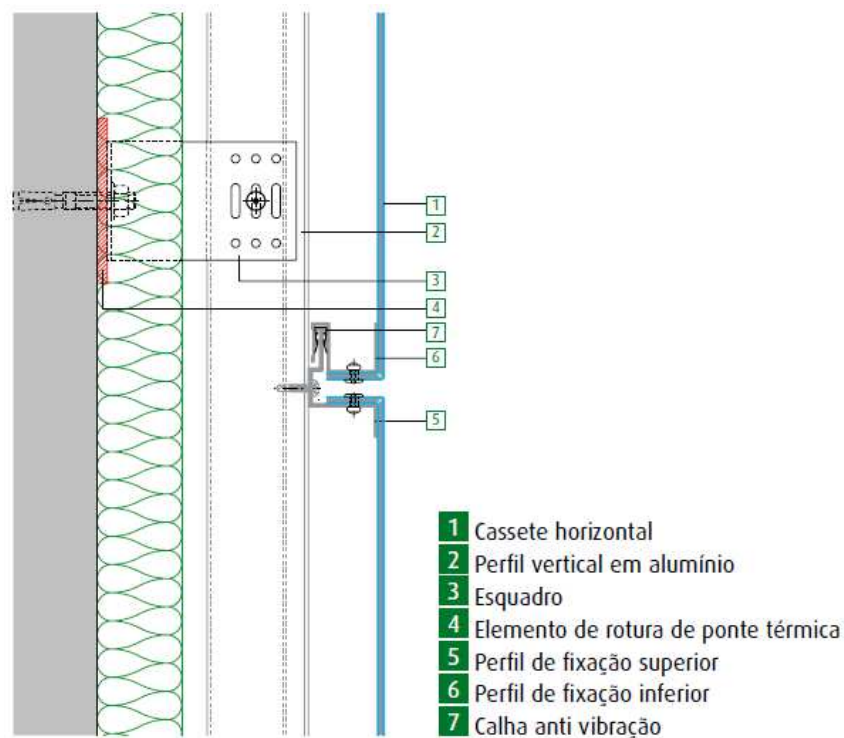 1
2
3
4
7
6
5
1 Cassete horizontal
2 Perfil vertical em alumínio
3 Esquadro
4 Elemento de rotura de ponte térmica
5 Perfil de fixação superior
6 Perfil de fixação inferior
7 Calha anti vibração